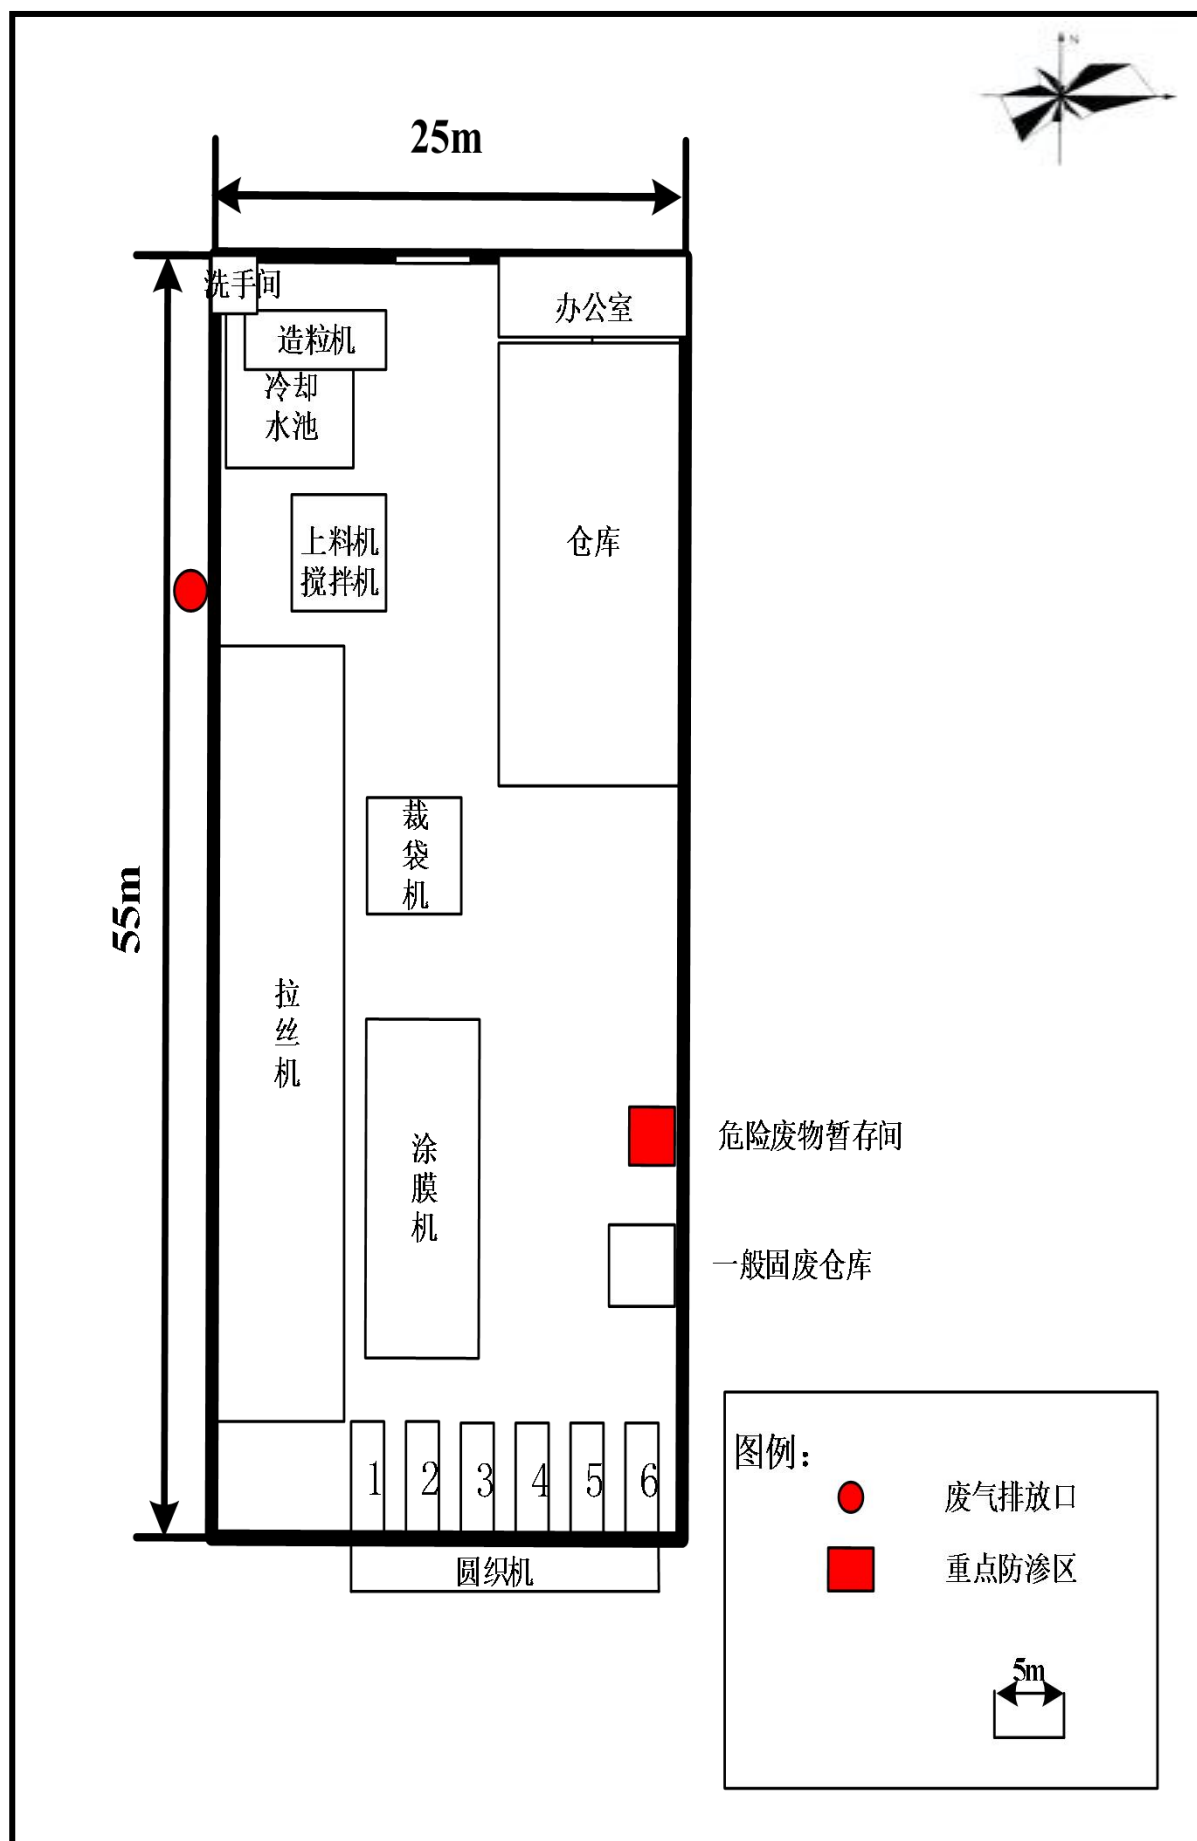 N
25m
洗手间
办公室
造粒机
冷却
水池
上料机
搅拌机
仓库
裁
袋
机
55m
拉
丝
机
涂
膜
机
危险废物暂存间
一般固废仓库
1 2 3 4 5 6
圆织机
图例：
废气排放口
重点防渗区
5m